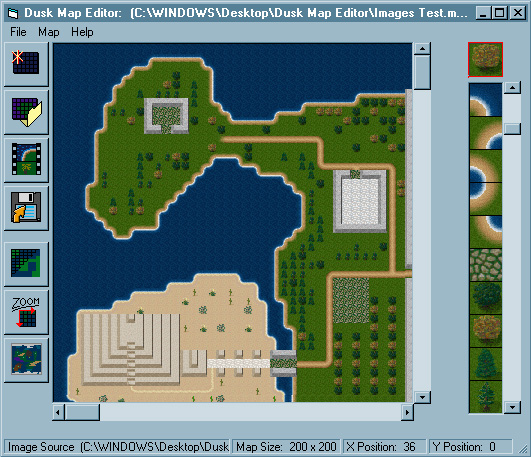 Dusk Map Editor: (C:\WINDOWS\Desktop\Dusk Map Editor\Images Test.m...
File Map Help
ZOOM
Image Source (C:\WINDOWS\Desktop\Dusk Map Size: 200 x 200 X Position: 36 Y Position: 0